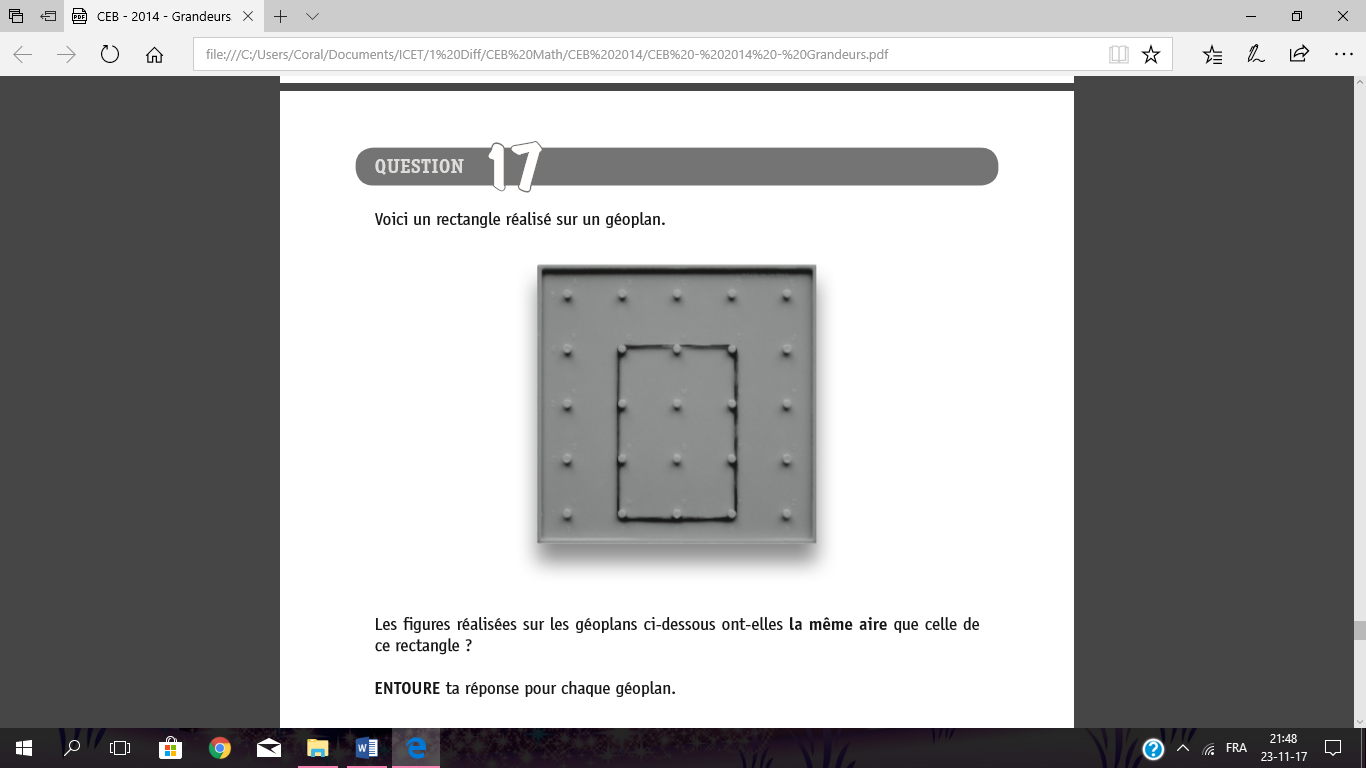 CEB - 2014 - Grandeurs
file:///C:/Users/Coral/Documents/ICET/1%20Diff/CEB%20Math/CEB%202014/CEB%20-%202014%20-%20Grandeurs.pdf
QUESTION 17
Voici un rectangle réalisé sur un géoplan.
Les figures réalisées sur les géoplans ci-dessous ont-elles la même aire que celle de
ce rectangle ?
ENTOURE ta réponse pour chaque géoplan.
FRA
21:48
23-11-17